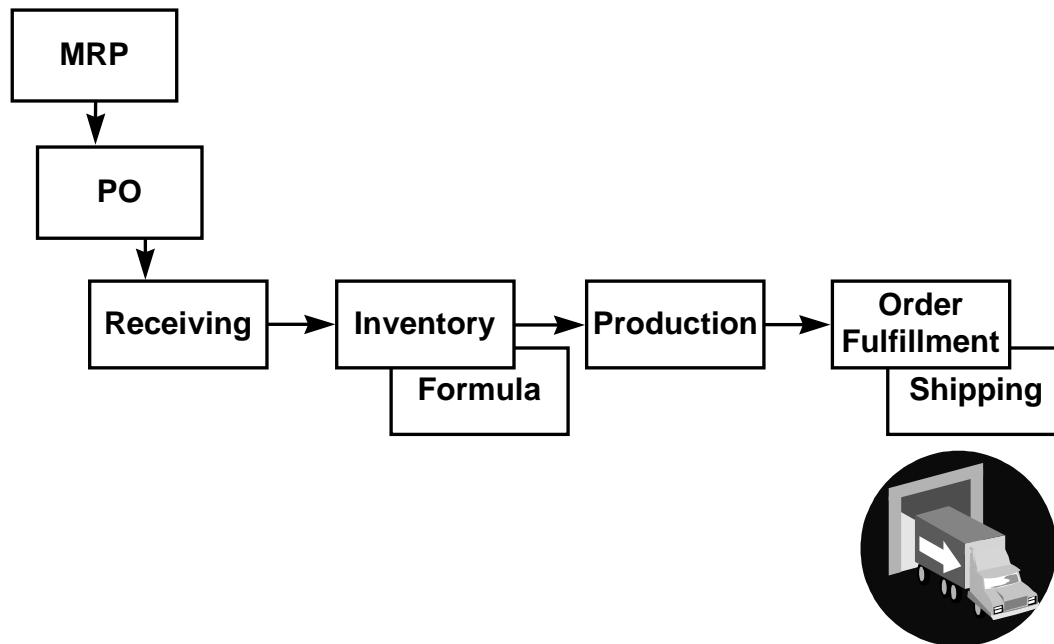 MRP
PO
Receiving
Inventory
Production
Order
Fulfillment
Formula
Shipping